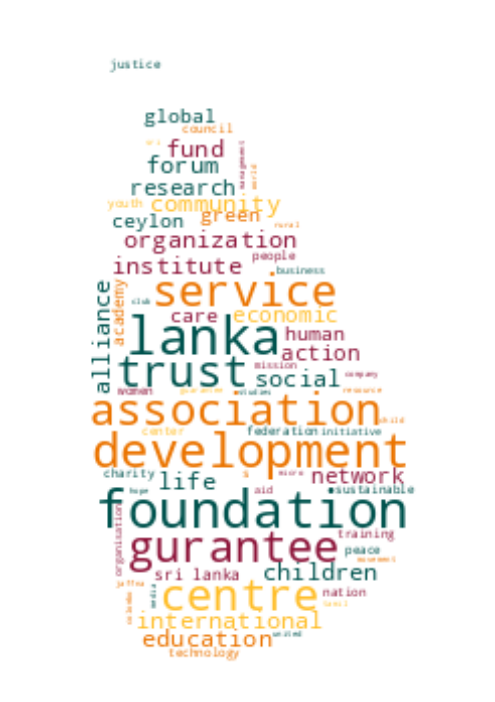 justice
global
council
fund
management
world
forum
research
youth community
ceylon green
rural
organization
people
institute business
alliance
academy
club service
care economic
lanka human
action
mission
trust social company
women guarantee studies resource
association child
development
center federation initiative
charity life s micro network
hope aid sustainable
foundation
organisation
gurantee training
peace
movement
sri lanka children
jaffna
media
centre nation
tamil
colombo
international
education united
technology